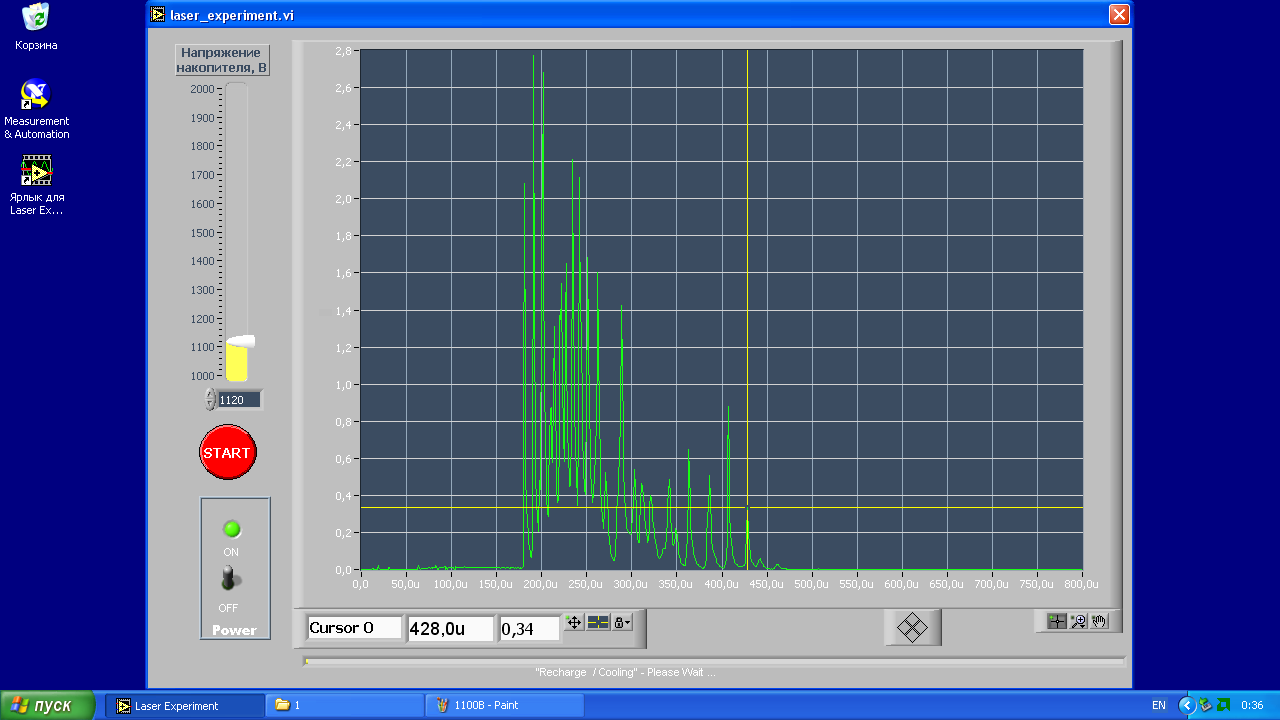 laser_experiment.vi
Корзина
Measurement
& Automation
Ярлык для
Laser Ex...
Напряжение
накопителя, В
2000
1900
1800
1700
1600
1500
1400
1300
1200
1100
1000
1120
START
ON
OFF
Power
2,8
2,6
2,4
2,2
2,0
1,8
1,6
1,4
1,2
1,0
0,8
0,6
0,4
0,2
0,0
0,0 50,0u 100,0u 150,0u 200,0u 250,0u 300,0u 350,0u 400,0u 450,0u 500,0u 550,0u 600,0u 650,0u 700,0u 750,0u 800,0u
Cursor 0 428,0u 0,34
"Recharge / Cooling" - Please Wait ...
пуск Laser Experiment 1 1100В - Paint EN 0:36